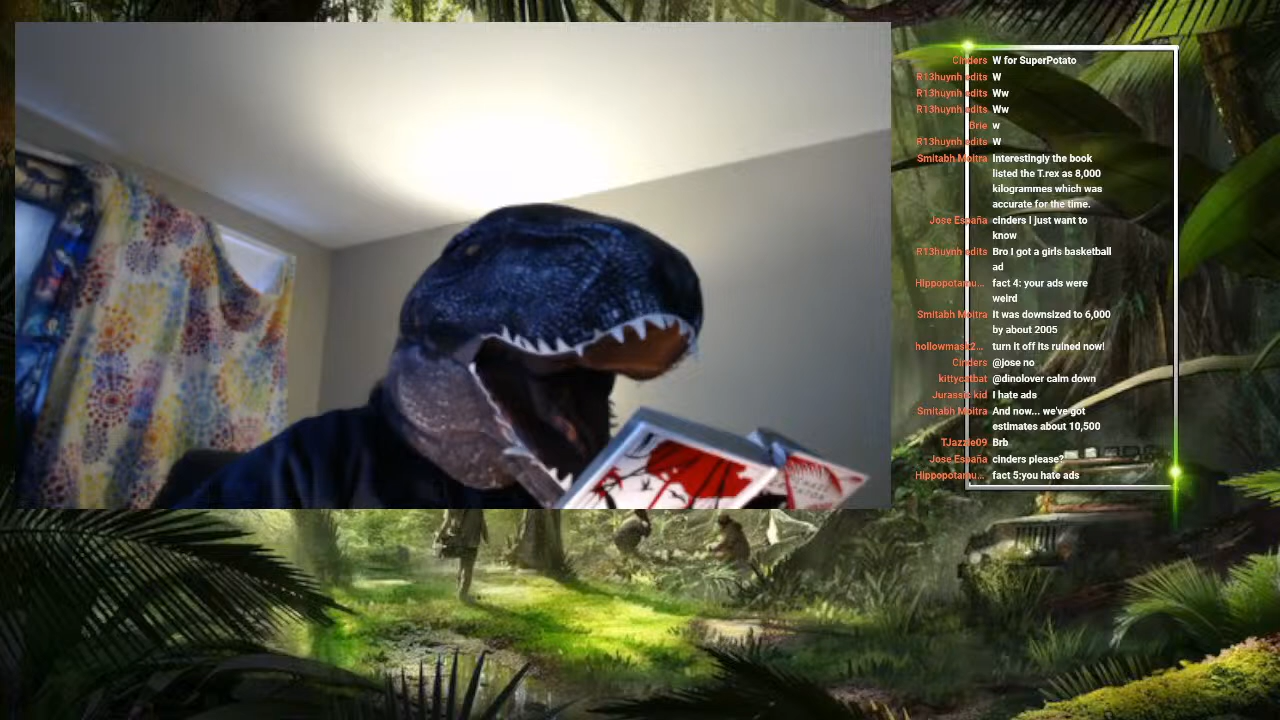 Cinders W for SuperPotato
R13huynh edits W
R13huynh edits Ww
R13huynh edits Ww
Brie w
R13huynh edits W
Smitabh Moitra Interestingly the book
listed the T.rex as 8,000
kilogrammes which was
accurate for the time.
Jose España cinders I just want to
know
R13huynh edits Bro I got a girls basketball
ad
Hippopotamu... fact 4: your ads were
weird
Smitabh Moitra It was downsized to 6,000
by about 2005
turn it off its ruined now!
Cinders @jose no
kittycatbat @dinolover calm down
Jurassic kid I hate ads
Smitabh Moitra And now... we've got
estimates about 10,500
TJazzle09 Brb
Jose España cinders please?
Hippopotamu... fact 5:you hate ads